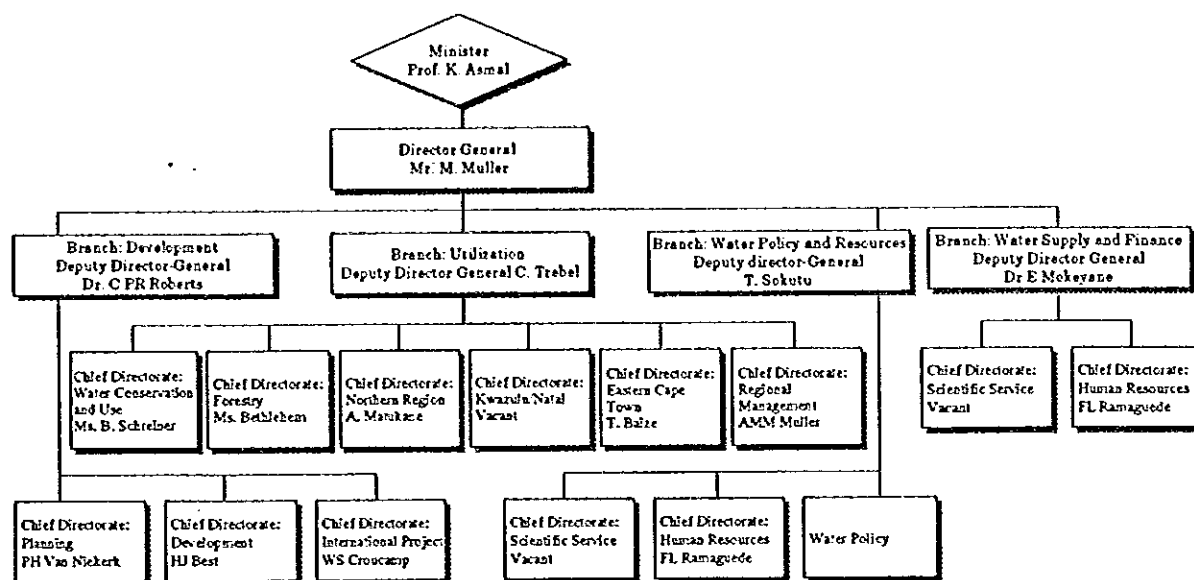 Minister
Prof. K. Asmal
Director General
Mr. M. Muller
Branch: Development
Deputy Director-General
Dr. C PR Roberts
Branch: Utilization
Deputy Director General C. Trebel
Branch: Water Policy and Resources
Deputy director-General
T. Sokutu
Branch: Water Supply and Finance
Deputy Director General
Dr E Mokeyane
Chief Directorate:
Water Conservation
and Use
Ms. B. Schreiner
Chief Directorate:
Forestry
Ms. Bethlehem
Chief Directorate:
Northern Region
A. Matukane
Chief Directorate:
Kwazulu Natal
Vacant
Chief Directorate:
Eastern Cape
Town
T. Balze
Chief Directorate:
Regional
Management
AMM Muller
Chief Directorate:
Scientific Service
Vacant
Chief Directorate:
Human Resources
FL Ramaguede
Chief Directorate:
Planning
PH Van Niekerk
Chief Directorate:
Development
HJ Best
Chief Directorate:
International Project
WS Croucamp
Chief Directorate:
Scientific Service
Vacant
Chief Directorate:
Human Resources
FL Ramaguede
Water Policy